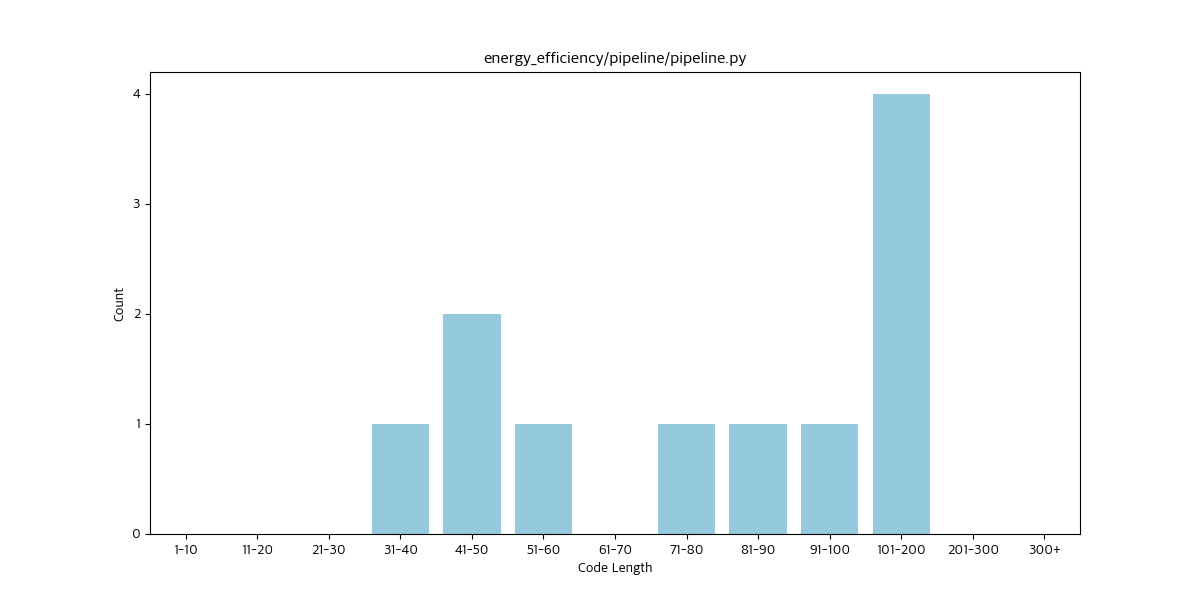 energy_efficiency/pipeline/pipeline.py
4
3
2
1
0
Count
1-10 11-20 21-30 31-40 41-50 51-60 61-70 71-80 81-90 91-100 101-200 201-300 300+
Code Length